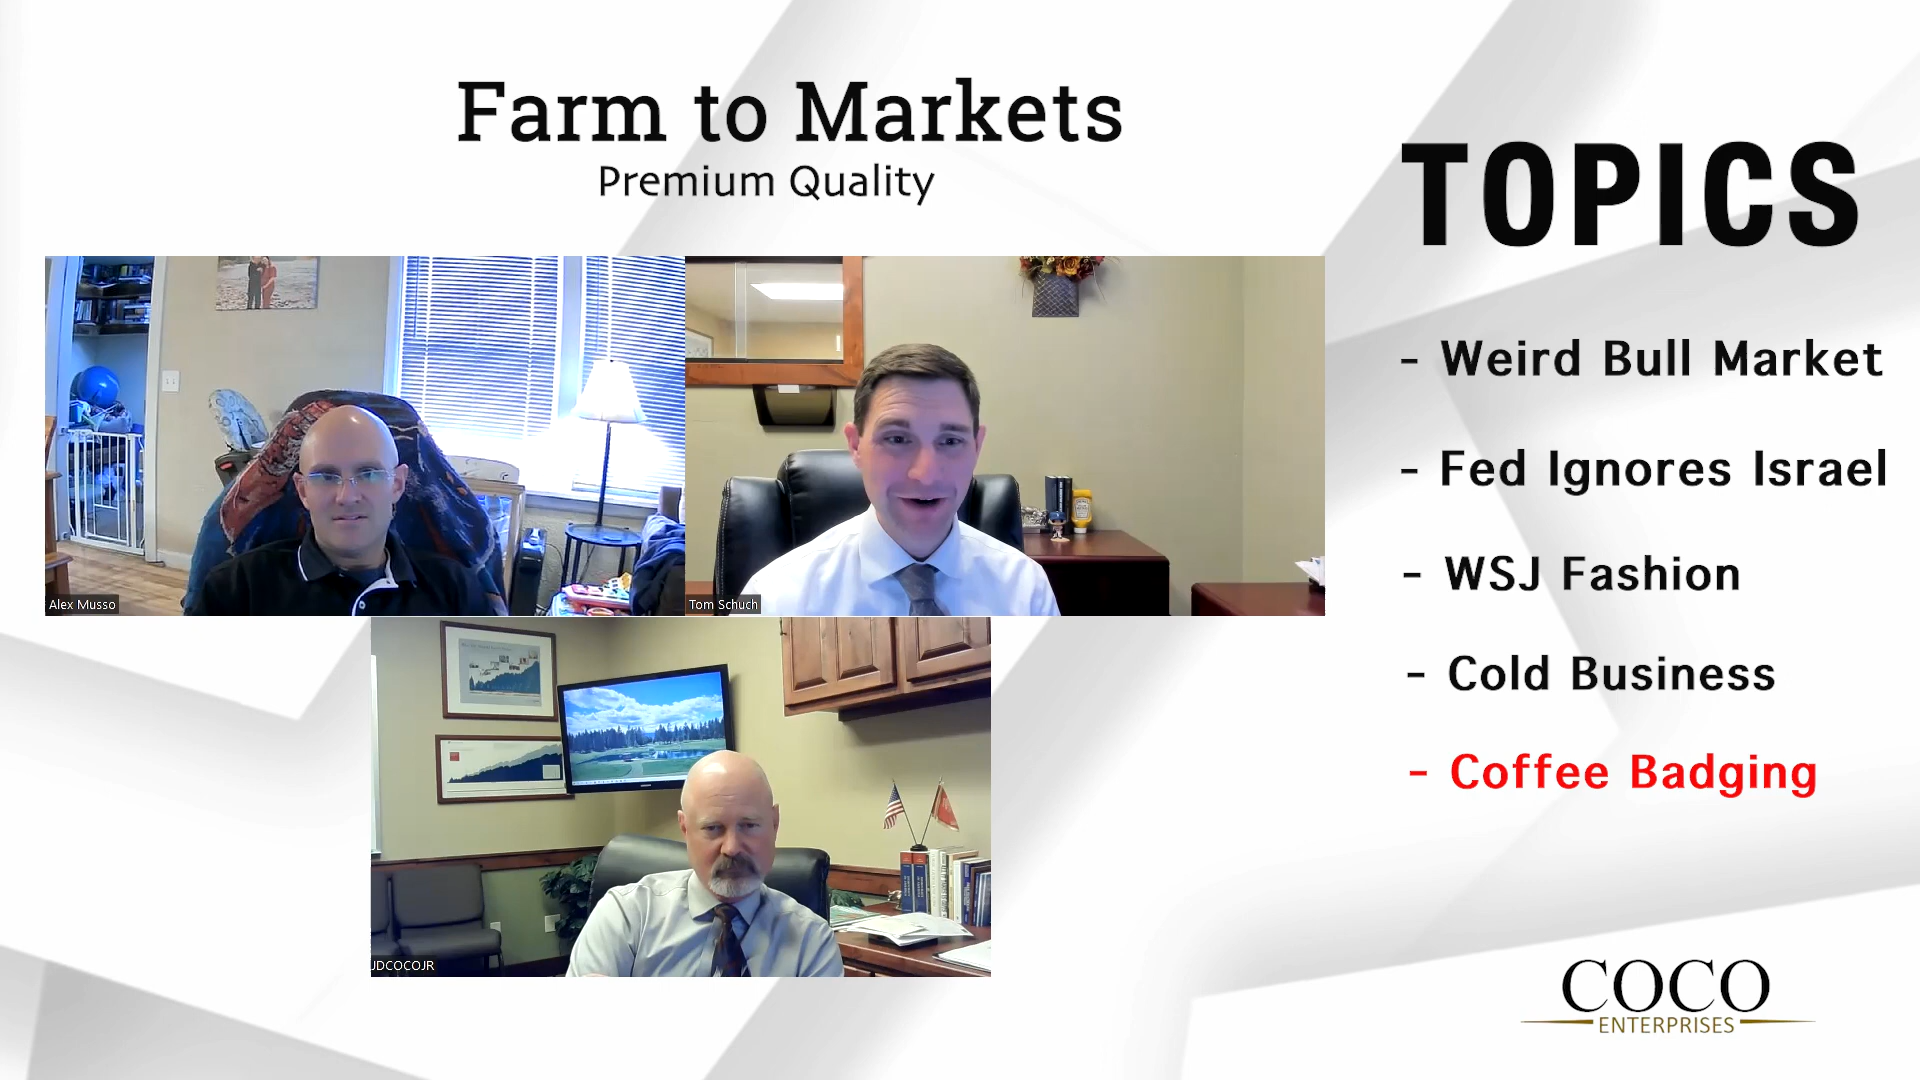 Farm to Markets
Premium Quality
TOPICS
- Weird Bull Market
- Fed Ignores Israel
- WSJ Fashion
- Cold Business
- Coffee Badging
Alex Musso
Tom Schuch
JDCOCOJR
COCO
ENTERPRISES